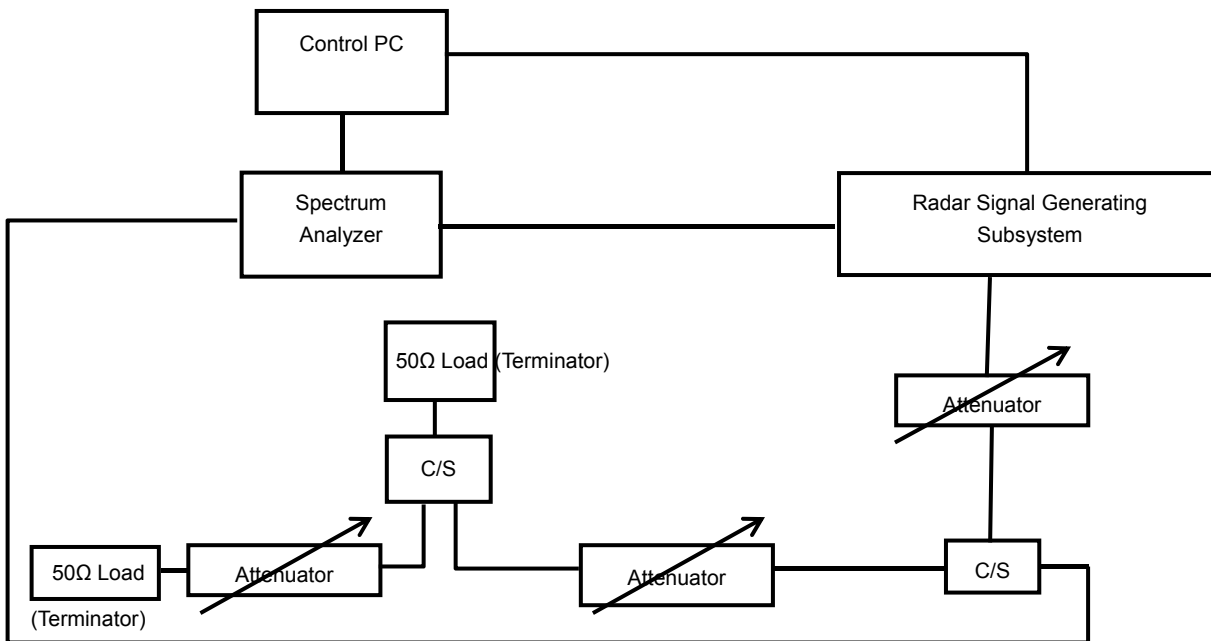 Control PC
Spectrum
Analyzer
Radar Signal Generating
Subsystem
50Ω Load (Terminator)
Attenuator
C/S
50Ω Load
(Terminator)
Attenuator
Attenuator
C/S